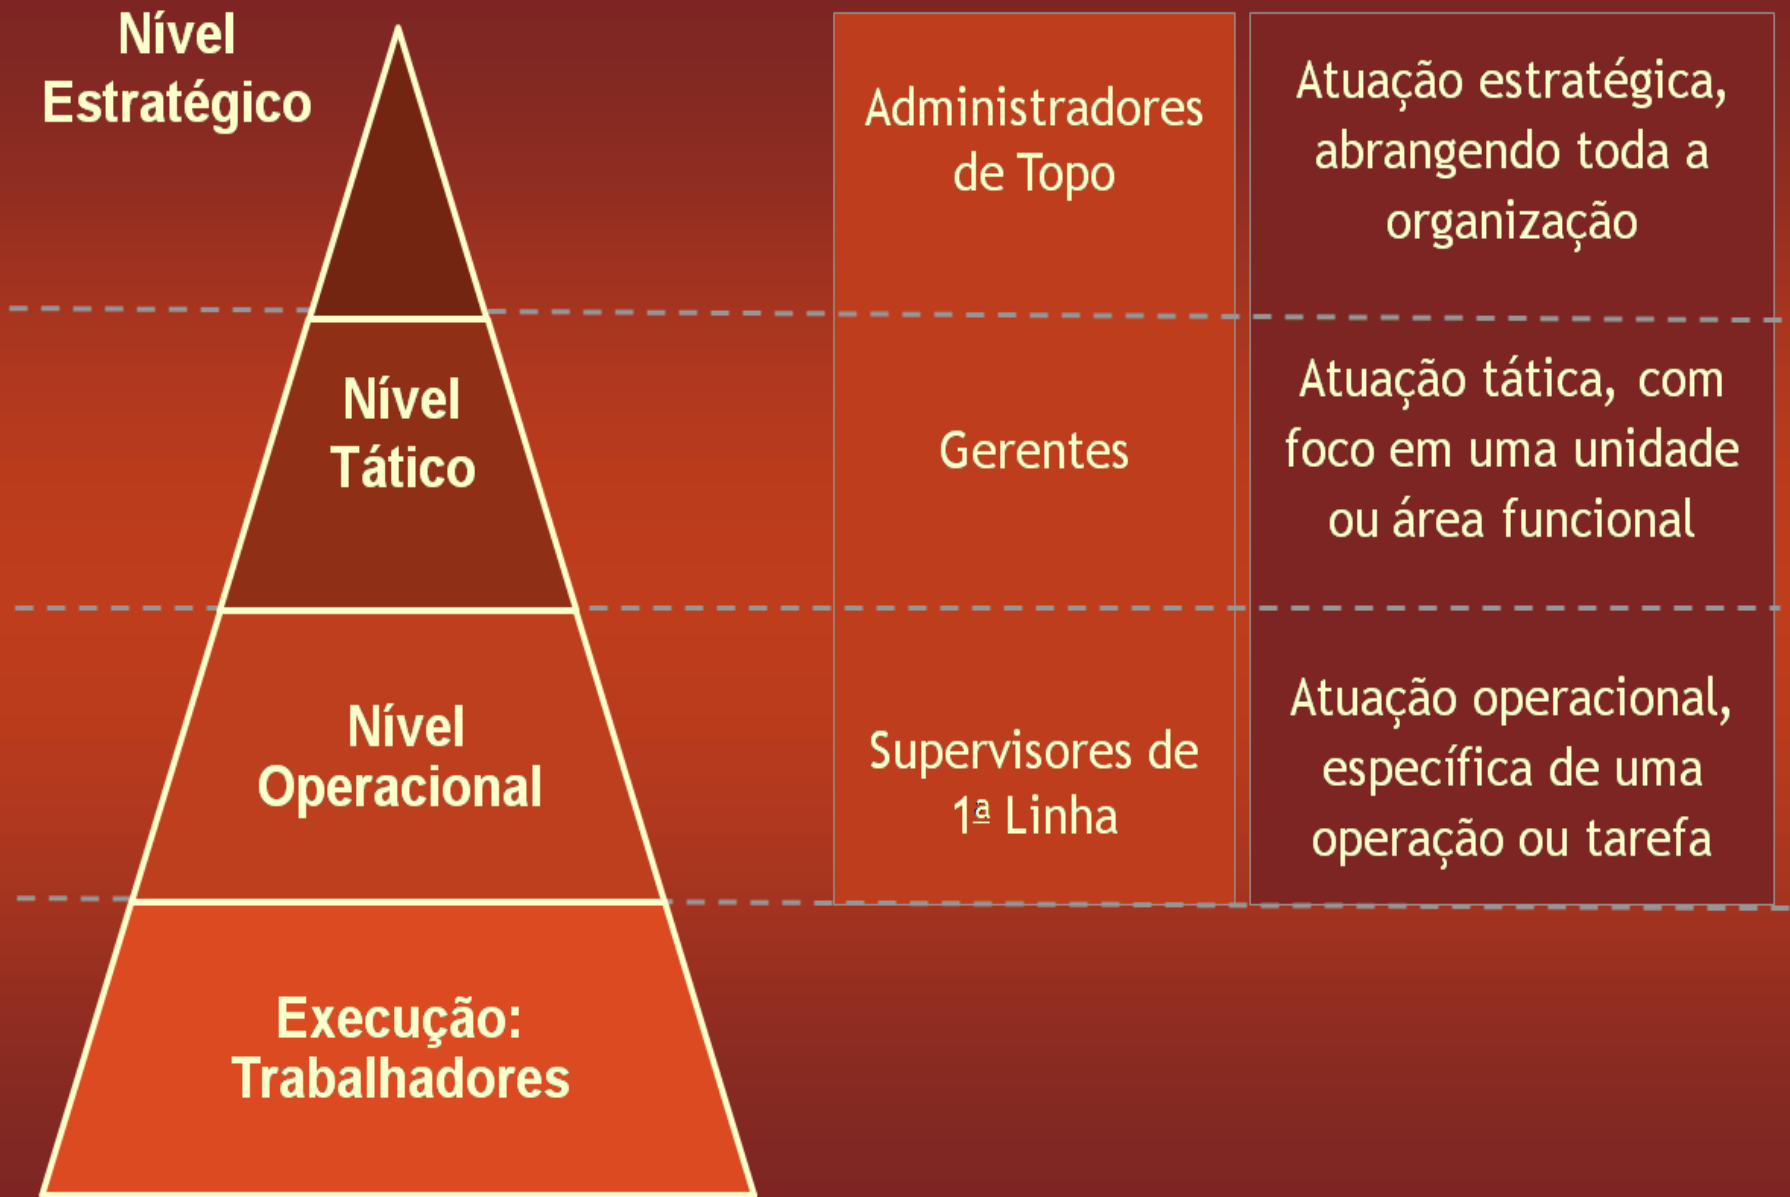 Nível
Estratégico
Administradores
de Topo
Atuação estratégica,
abrangendo toda a
organização
Nível
Tático
Gerentes
Atuação tática, com
foco em uma unidade
ou área funcional
Nível
Operacional
Supervisores de
1ª Linha
Atuação operacional,
específica de uma
operação ou tarefa
Execução:
Trabalhadores